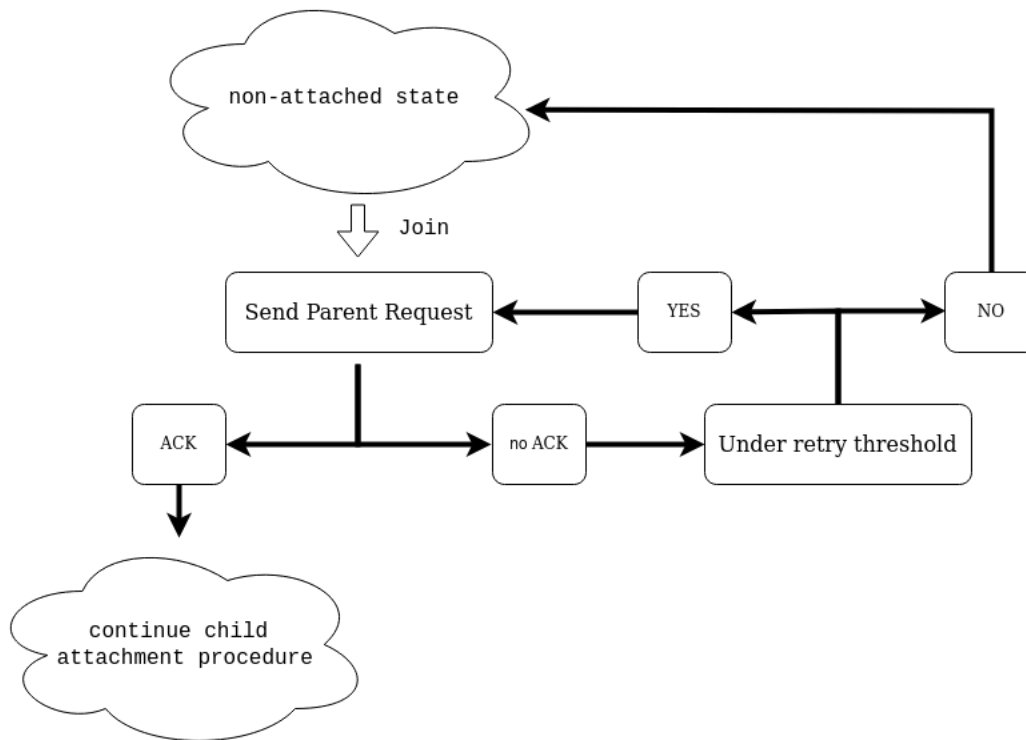 non-attached state
Join
Send Parent Request
YES
NO
ACK
no ACK
Under retry threshold
continue child
attachment procedure